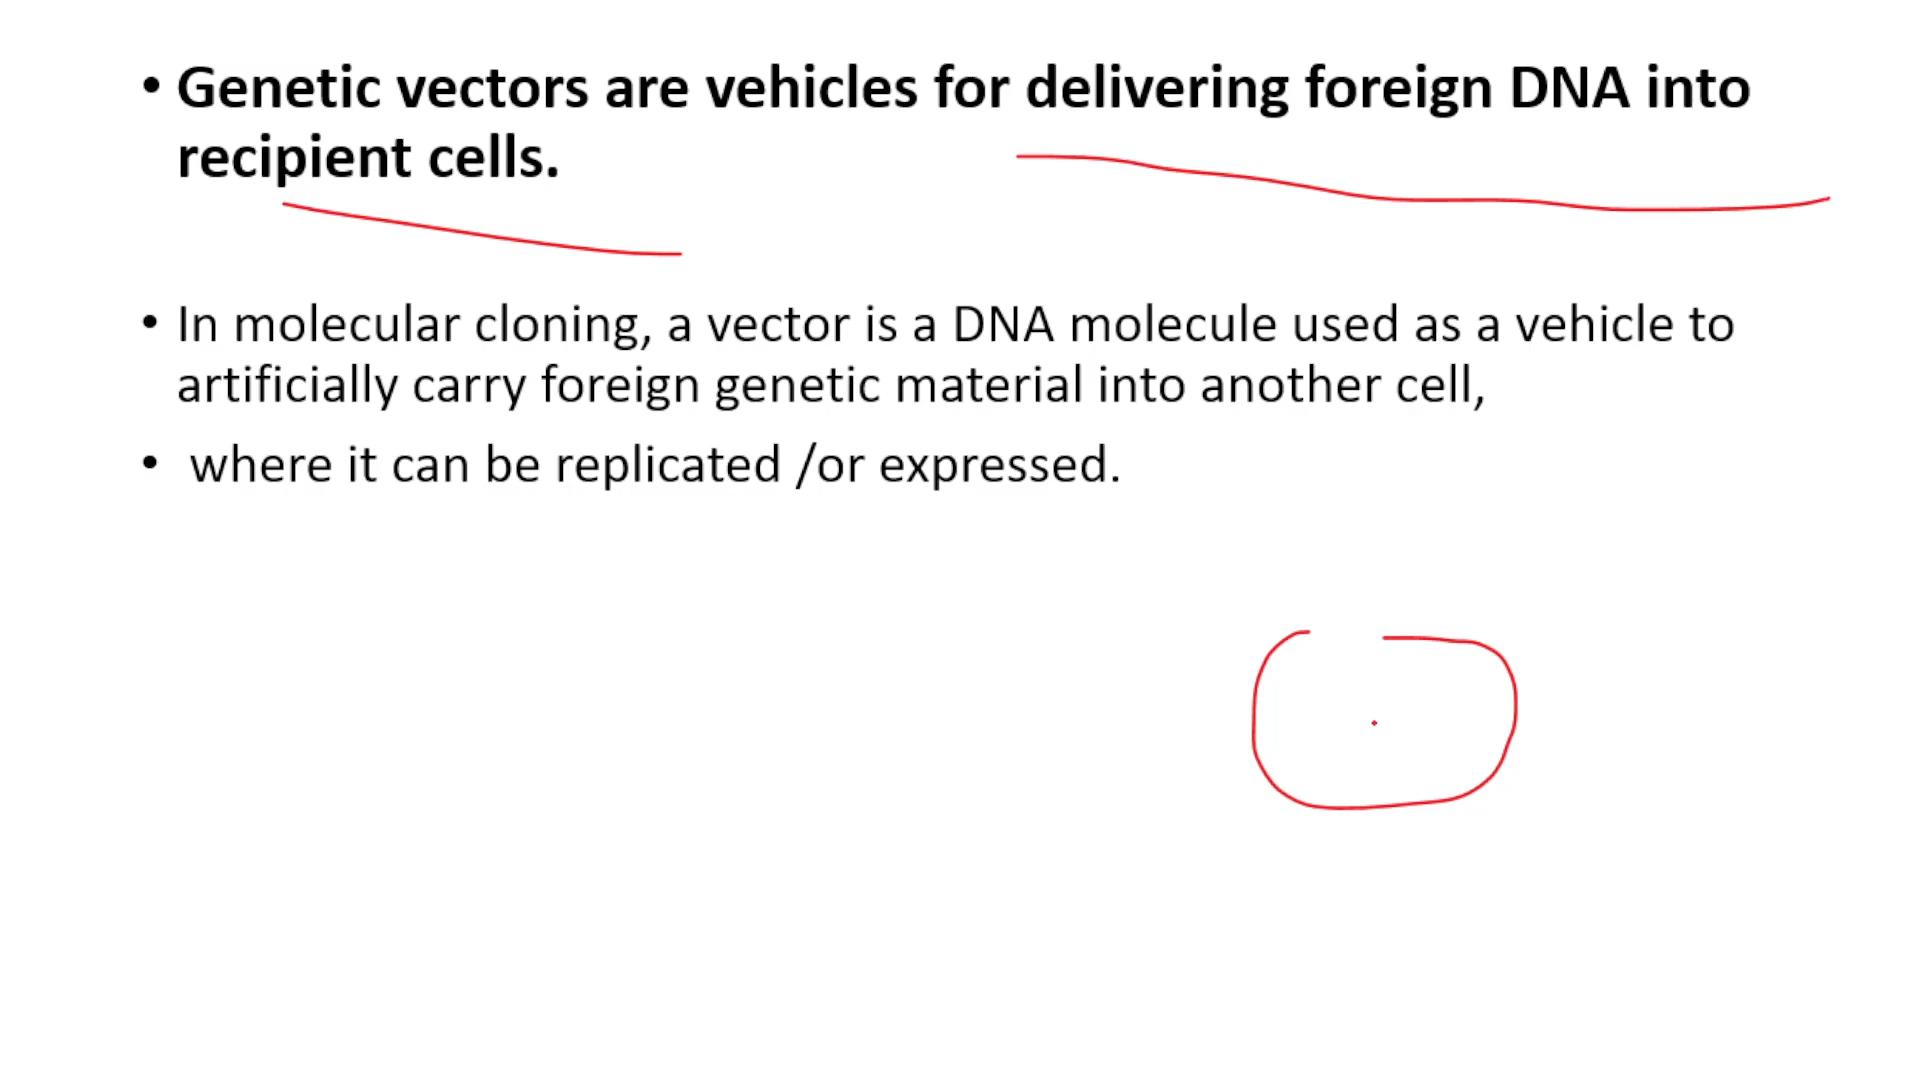 • Genetic vectors are vehicles for delivering foreign DNA into
recipient cells.
• In molecular cloning, a vector is a DNA molecule used as a vehicle to
artificially carry foreign genetic material into another cell,
• where it can be replicated /or expressed.